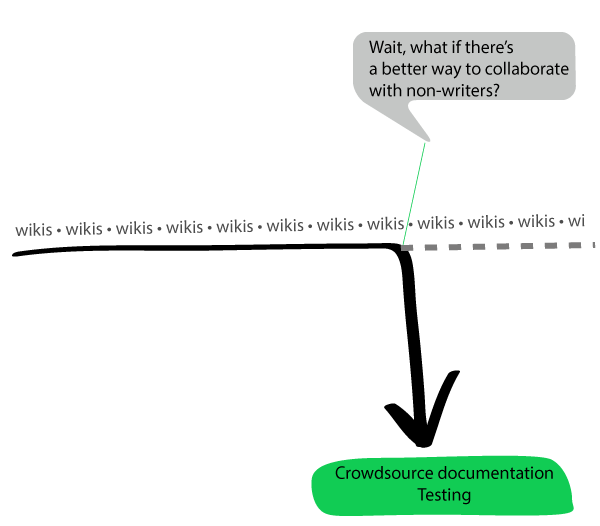 Wait, what if there's
a better way to collaborate
with non-writers?
wikis • wikis • wikis • wikis • wikis • wikis • wikis • wikis • wikis • wikis • wikis • wi
Crowdsource documentation
Testing